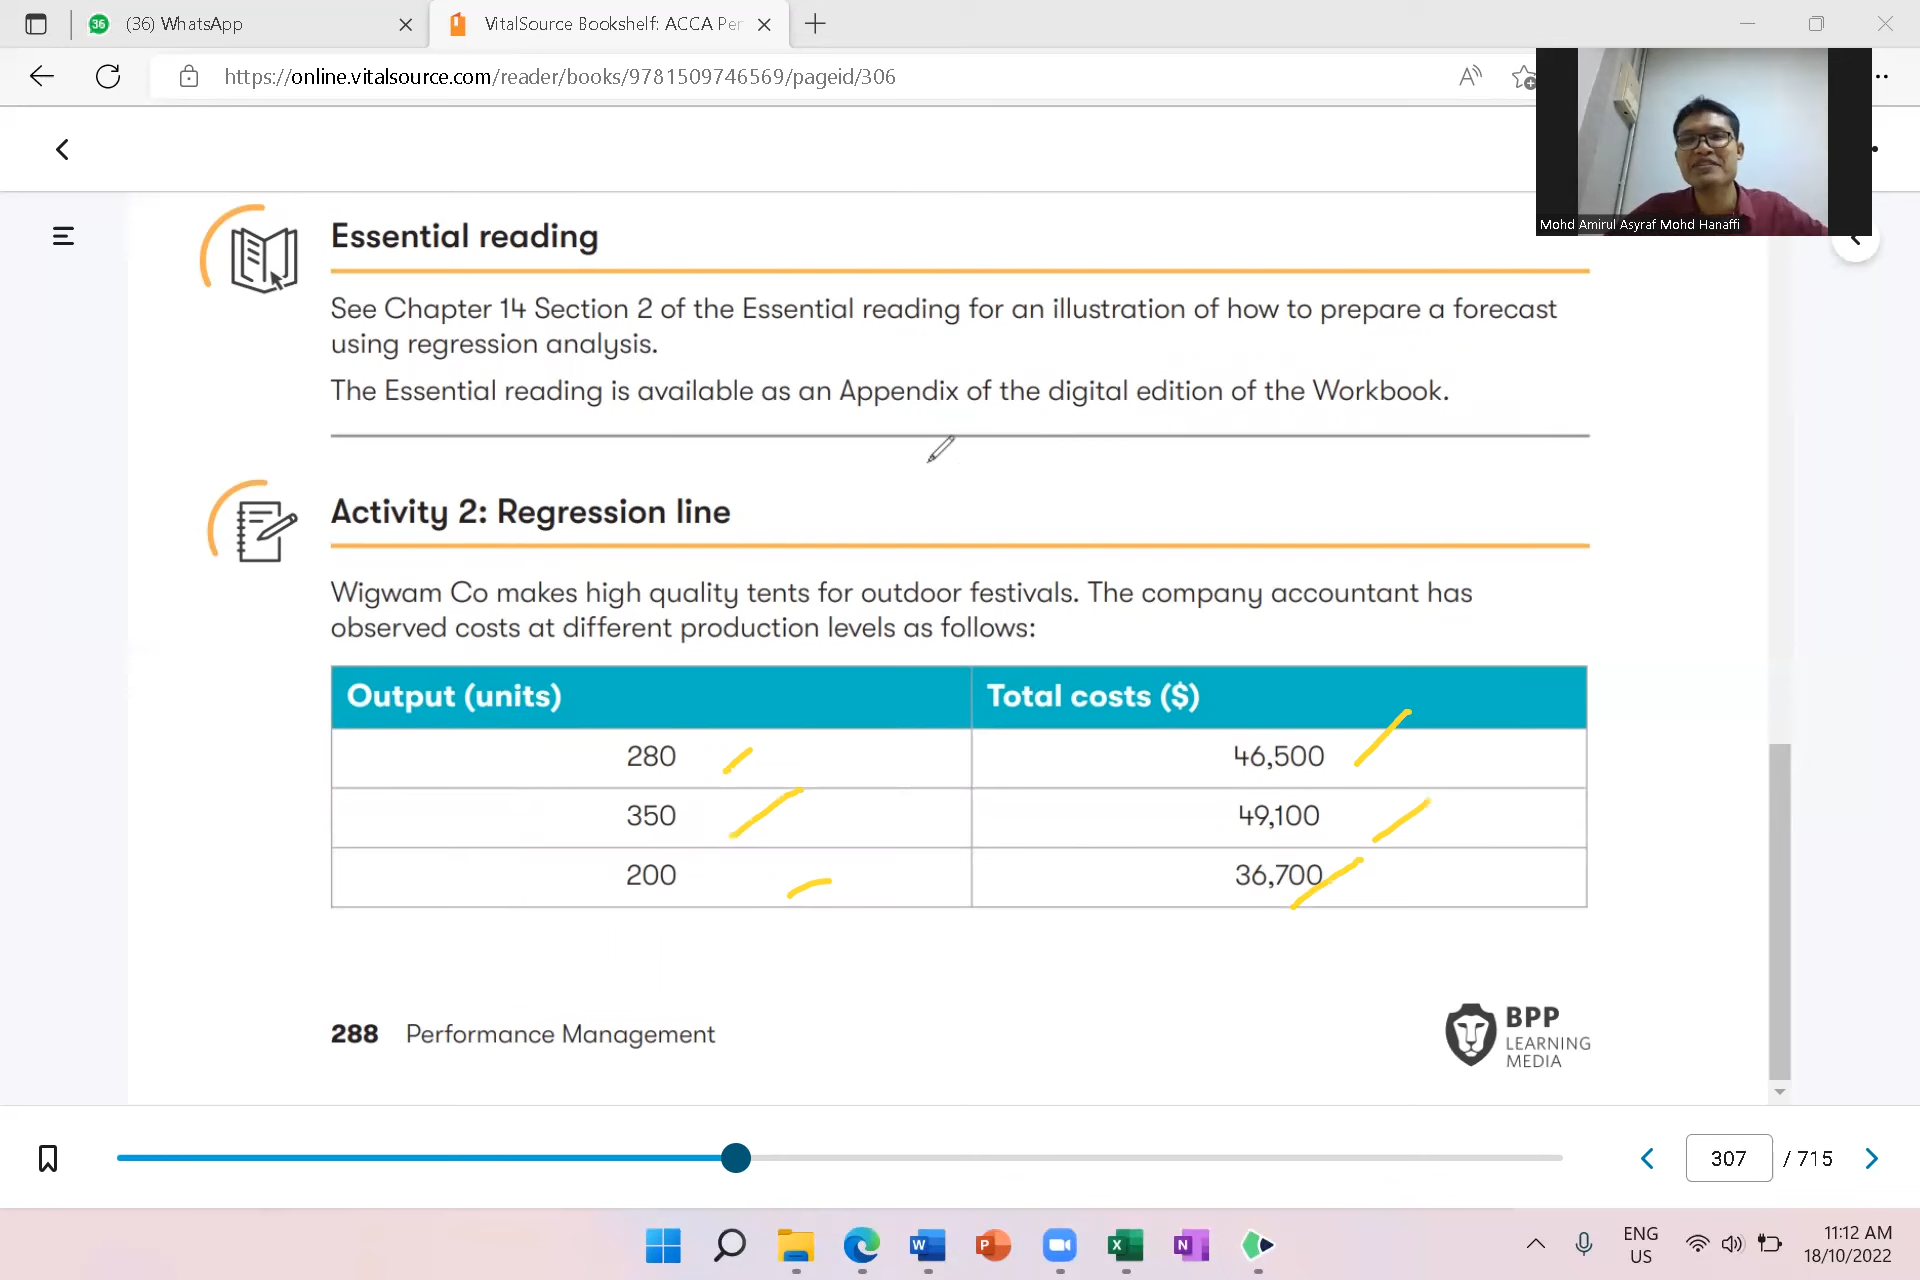 36
(36) WhatsApp
VitalSource Bookshelf: ACCA Per
https://online.vitalsource.com/reader/books/9781509746569/pageid/306
Mohd Amirul Asyraf Mohd Hanaffi
Essential reading
See Chapter 14 Section 2 of the Essential reading for an illustration of how to prepare a forecast
using regression analysis.
The Essential reading is available as an Appendix of the digital edition of the Workbook.
Activity 2: Regression line
Wigwam Co makes high quality tents for outdoor festivals. The company accountant has
observed costs at different production levels as follows:
Output (units) Total costs ($)
280 46,500
350 49,100
200 36,700
288 Performance Management
BPP
LEARNING
MEDIA
307 / 715
W P X N
ENG
US
11:12 AM
18/10/2022